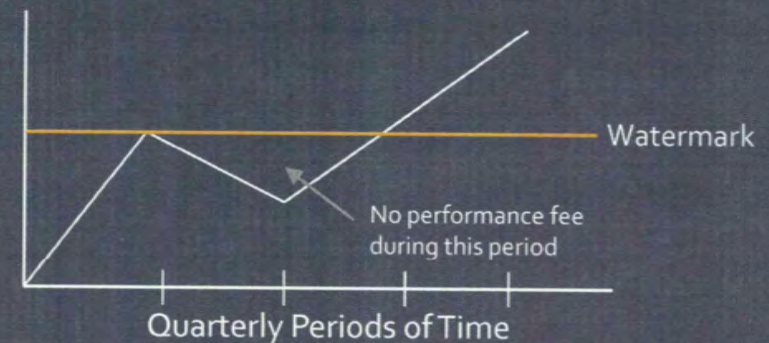 Watermark
No performance fee
during this period
Quarterly Periods of Time